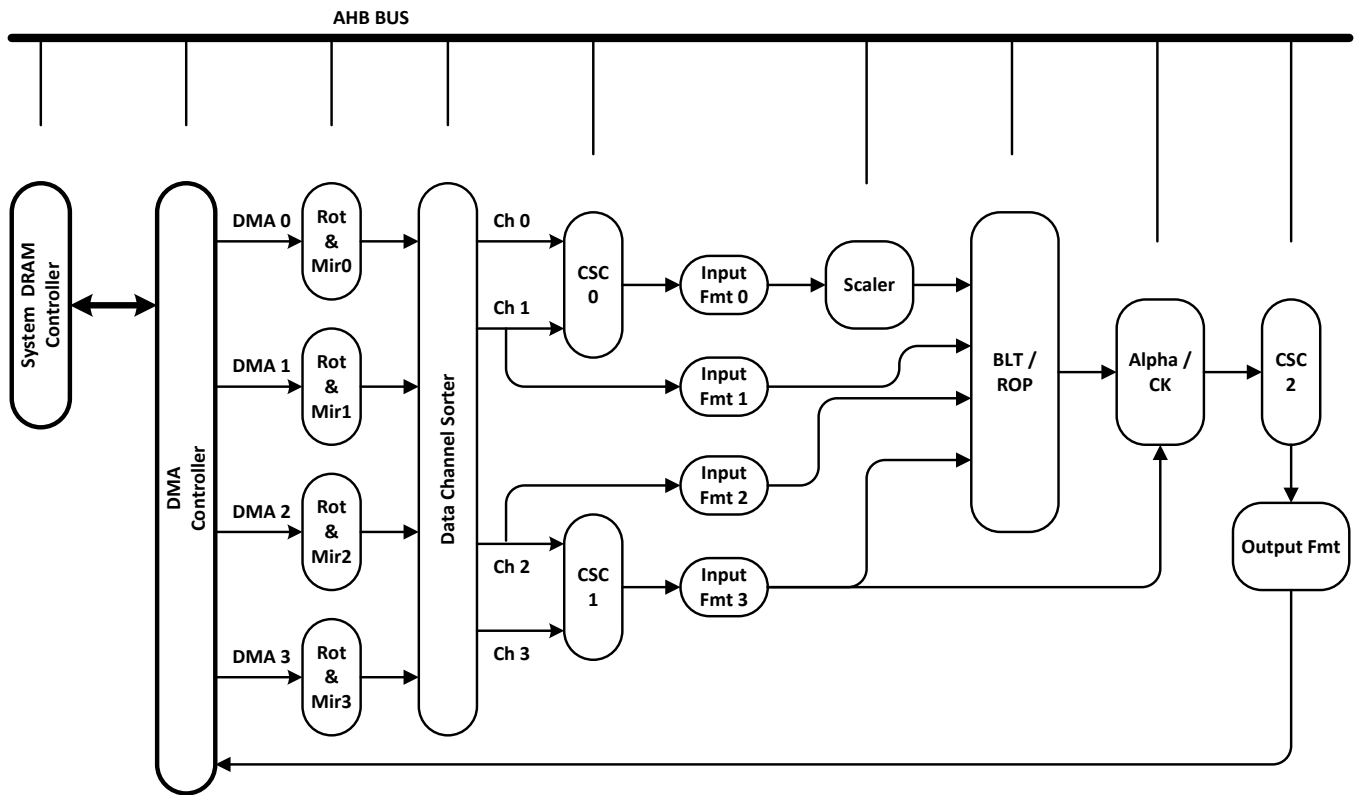 AHB BUS
System DRAM
Controller
DMA
Controller
DMA 0
DMA 1
DMA 2
DMA 3
Rot
&
Mir0
Rot
&
Mir1
Rot
&
Mir2
Rot
&
Mir3
Data Channel Sorter
Ch 0
Ch 1
Ch 2
Ch 3
CSC
0
CSC
1
Input
Fmt 0
Input
Fmt 1
Input
Fmt 2
Input
Fmt 3
Scaler
BLT /
ROP
Alpha /
CK
CSC
2
Output Fmt